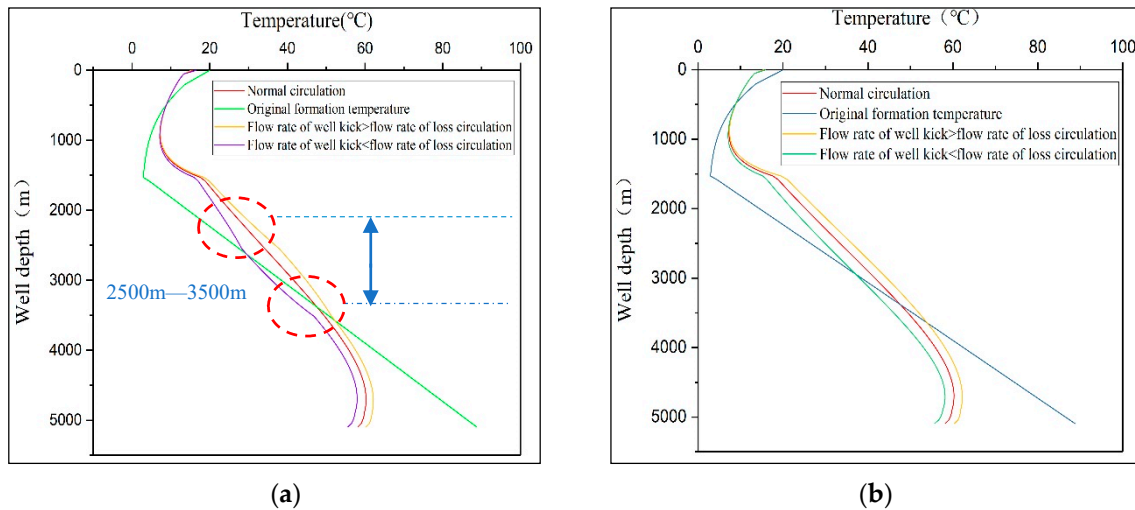 Temperature(℃)
0 20 40 60 80 100
0
1000
2000
3000
4000
5000
Well depth（m）
Normal circulation
Original formation temperature
Flow rate of well kick>flow rate of loss circulation
Flow rate of well kick<flow rate of loss circulation
2500m—3500m
(a)
Temperature（℃）
0 20 40 60 80 100
0
1000
2000
3000
4000
5000
Well depth（m）
Normal circulation
Original formation temperature
Flow rate of well kick>flow rate of loss circulation
Flow rate of well kick<flow rate of loss circulation
(b)